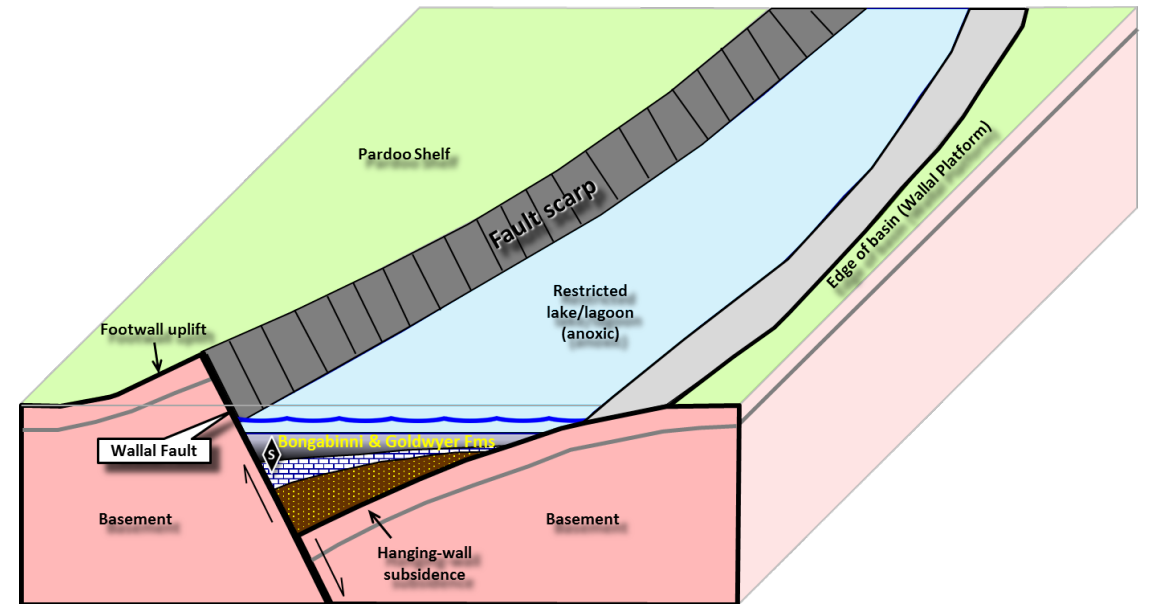 Pardoo Shelf
Fault scarp
Edge of basin (Wallal Platform)
Restricted
lake/lagoon
(anoxic)
Footwall uplift
Bongabinni & Goldwyer Fms
S
Wallal Fault
Basement
Basement
Hanging-wall
subsidence